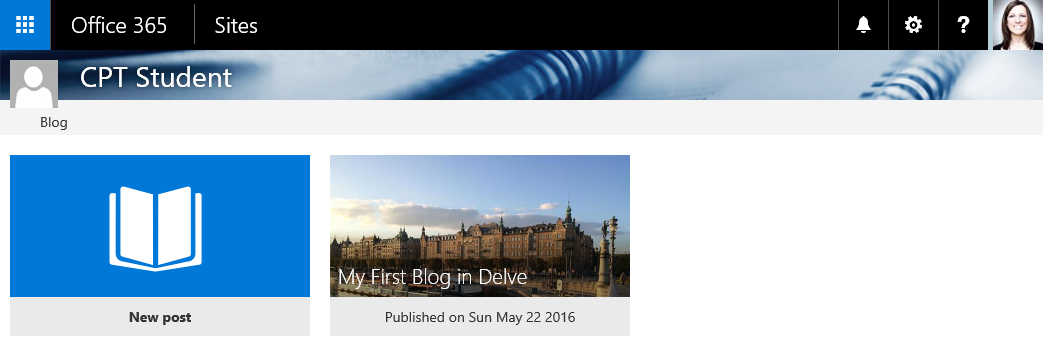 Office 365 Sites ?
CPT Student
Blog
My First Blog in Delve
New post
Published on Sun May 22 2016